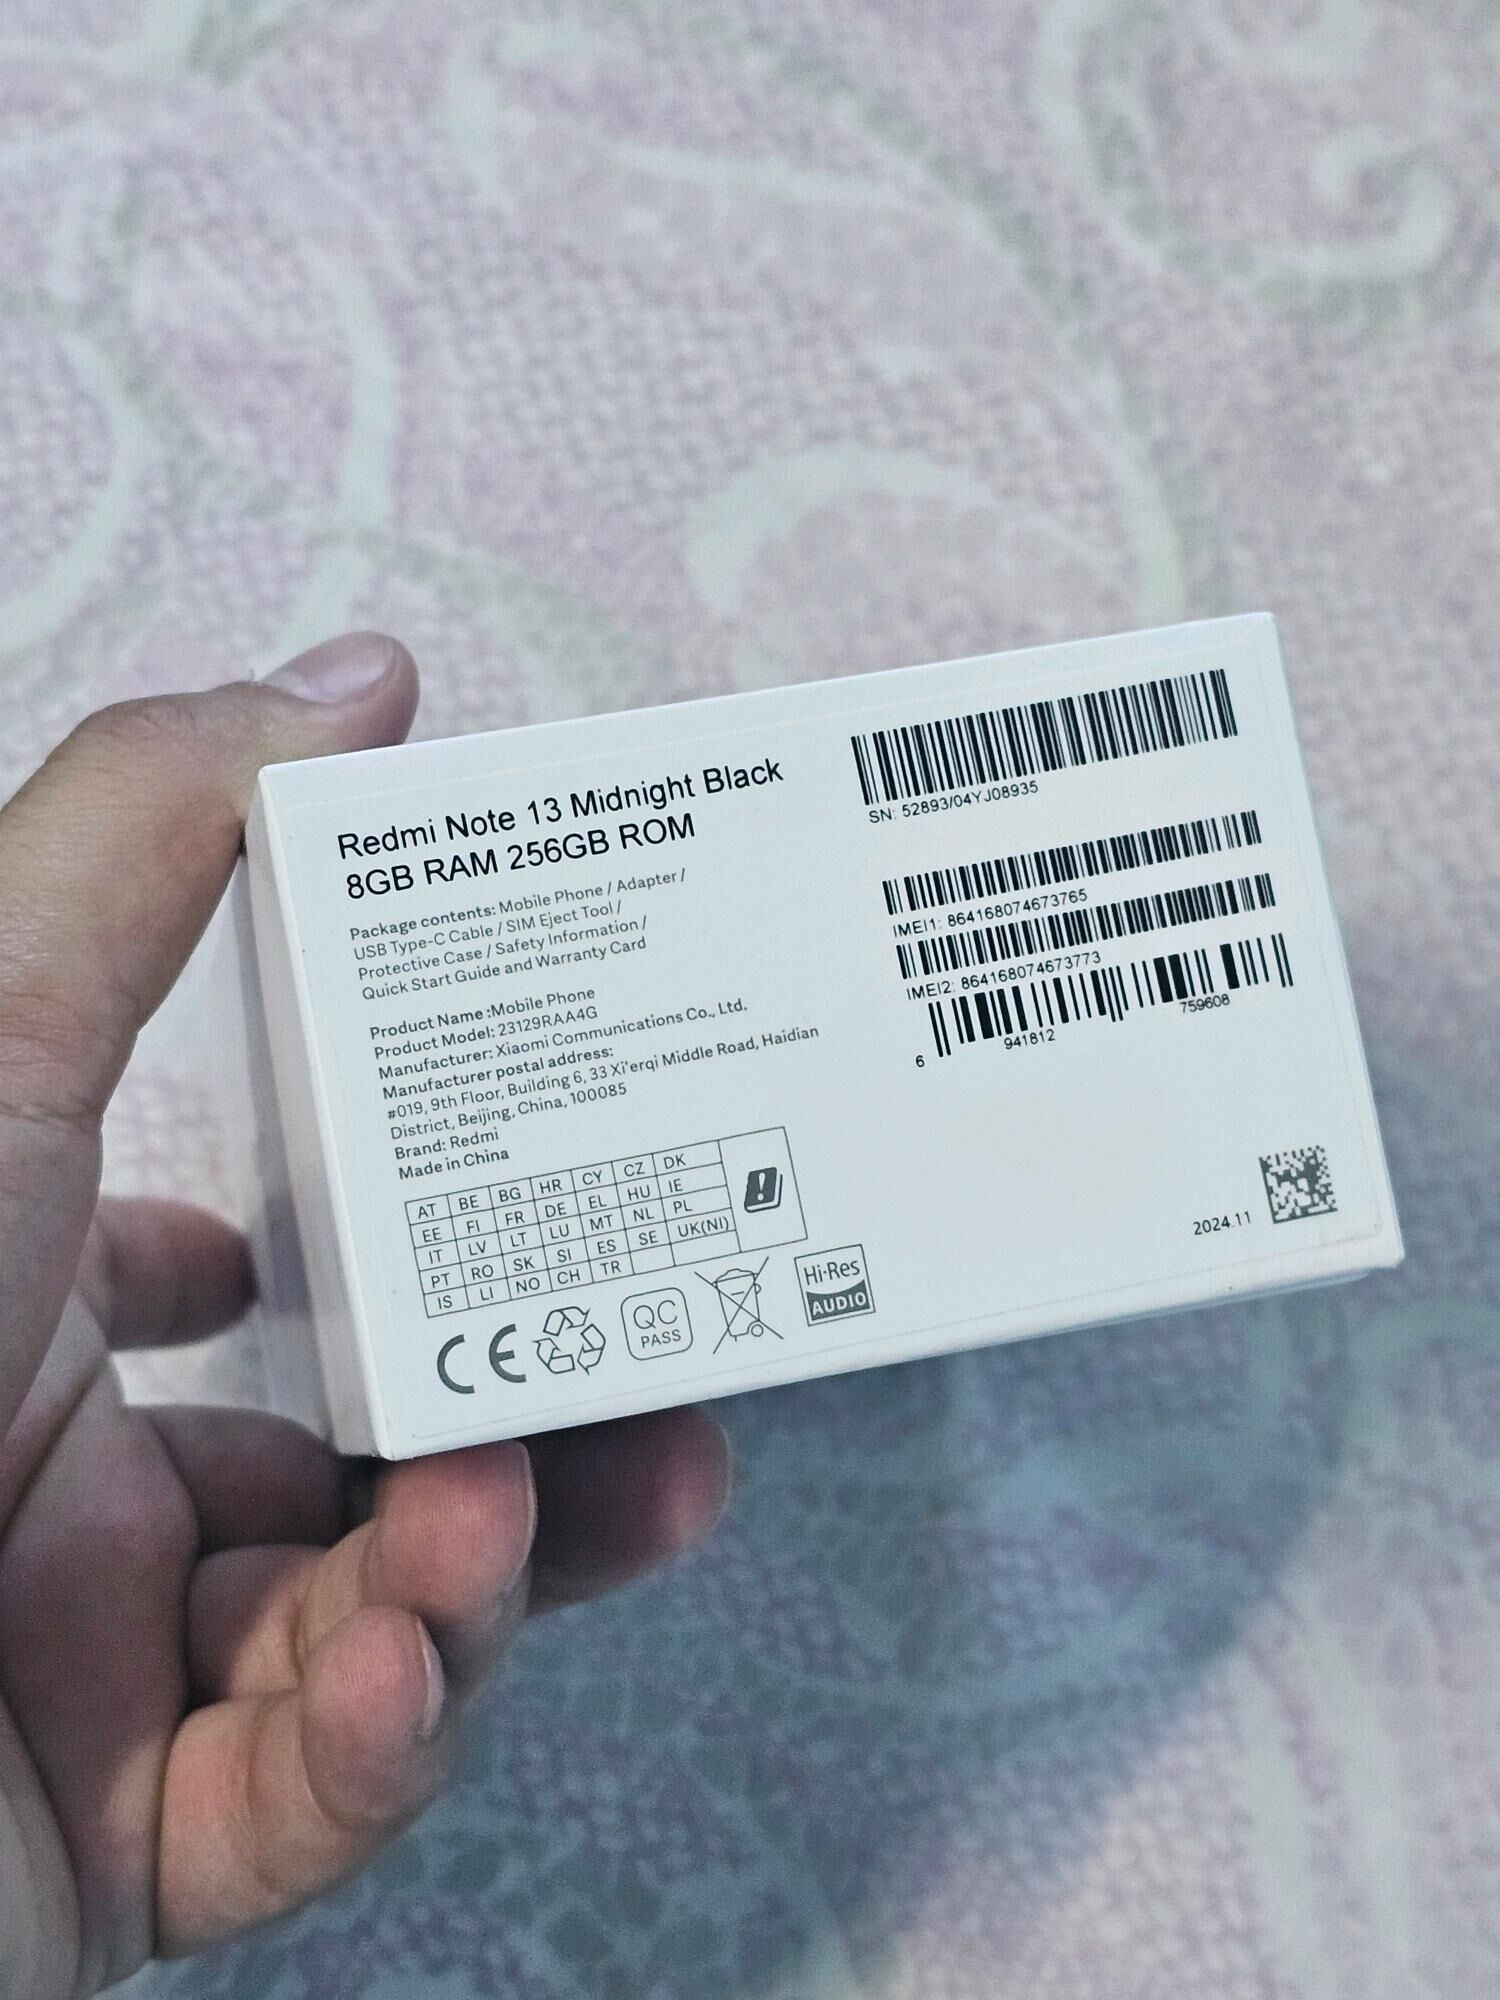 Redmi Note 13 Midnight Black
8GB RAM 256GB ROM
Package contents: Mobile Phone / Adapter /
USB Type-C Cable / SIM Eject Tool /
Protective Case / Safety Information /
Quick Start Guide and Warranty Card
Product Name :Mobile Phone
Product Model: 23129RAA4G
Manufacturer: Xiaomi Communications Co., Ltd.
Manufacturer postal address:
#019, 9th Floor, Building 6, 33 Xi'erqi Middle Road, Haidian
District, Beijing, China, 100085
Brand: Redmi
Made in China
AT BE BG HR CY CZ DK
EE FI FR DE EL HU IE
IT LV LT LU MT NL PL
PT RO SK SI ES SE UK(NI)
IS LI NO CH TR
CE
QC
PASS
Hi-Res
AUDIO
SN: 52893/04YJ08935
IMEI1: 864168074673765
IMEI2: 864168074673773
6 941812 759608
2024.11